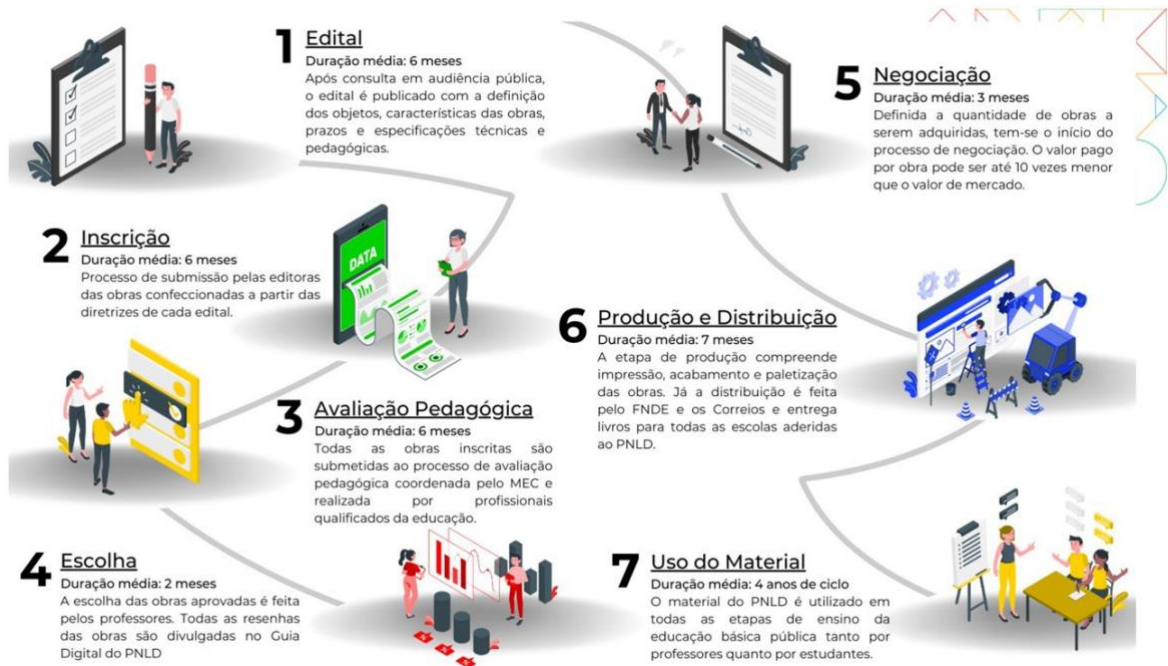 1 Edital
Duração média: 6 meses
Após consulta em audiência pública,
o edital é publicado com a definição
dos objetos, características das obras,
prazos e especificações técnicas e
pedagógicas.
2 Inscrição
Duração média: 6 meses
Processo de submissão pelas editoras
das obras confeccionadas a partir das
diretrizes de cada edital.
DATA
3 Avaliação Pedagógica
Duração média: 6 meses
Todas as obras inscritas são
submetidas ao processo de avaliação
pedagógica coordenada pelo MEC e
realizada por profissionais
qualificados da educação.
4 Escolha
Duração média: 2 meses
A escolha das obras aprovadas é feita
pelos professores. Todas as resenhas
das obras são divulgadas no Guia
Digital do PNLD
5 Negociação
Duração média: 3 meses
Definida a quantidade de obras a
serem adquiridas, tem-se o início do
processo de negociação. O valor pago
por obra pode ser até 10 vezes menor
que o valor de mercado.
6 Produção e Distribuição
Duração média: 7 meses
A etapa de produção compreende
impressão, acabamento e paletização
das obras. Já a distribuição é feita
pelo FNDE e os Correios e entrega
livros para todas as escolas aderidas
ao PNLD.
7 Uso do Material
Duração média: 4 anos de ciclo
O material do PNLD é utilizado em
todas as etapas de ensino da
educação básica pública tanto por
professores quanto por estudantes.